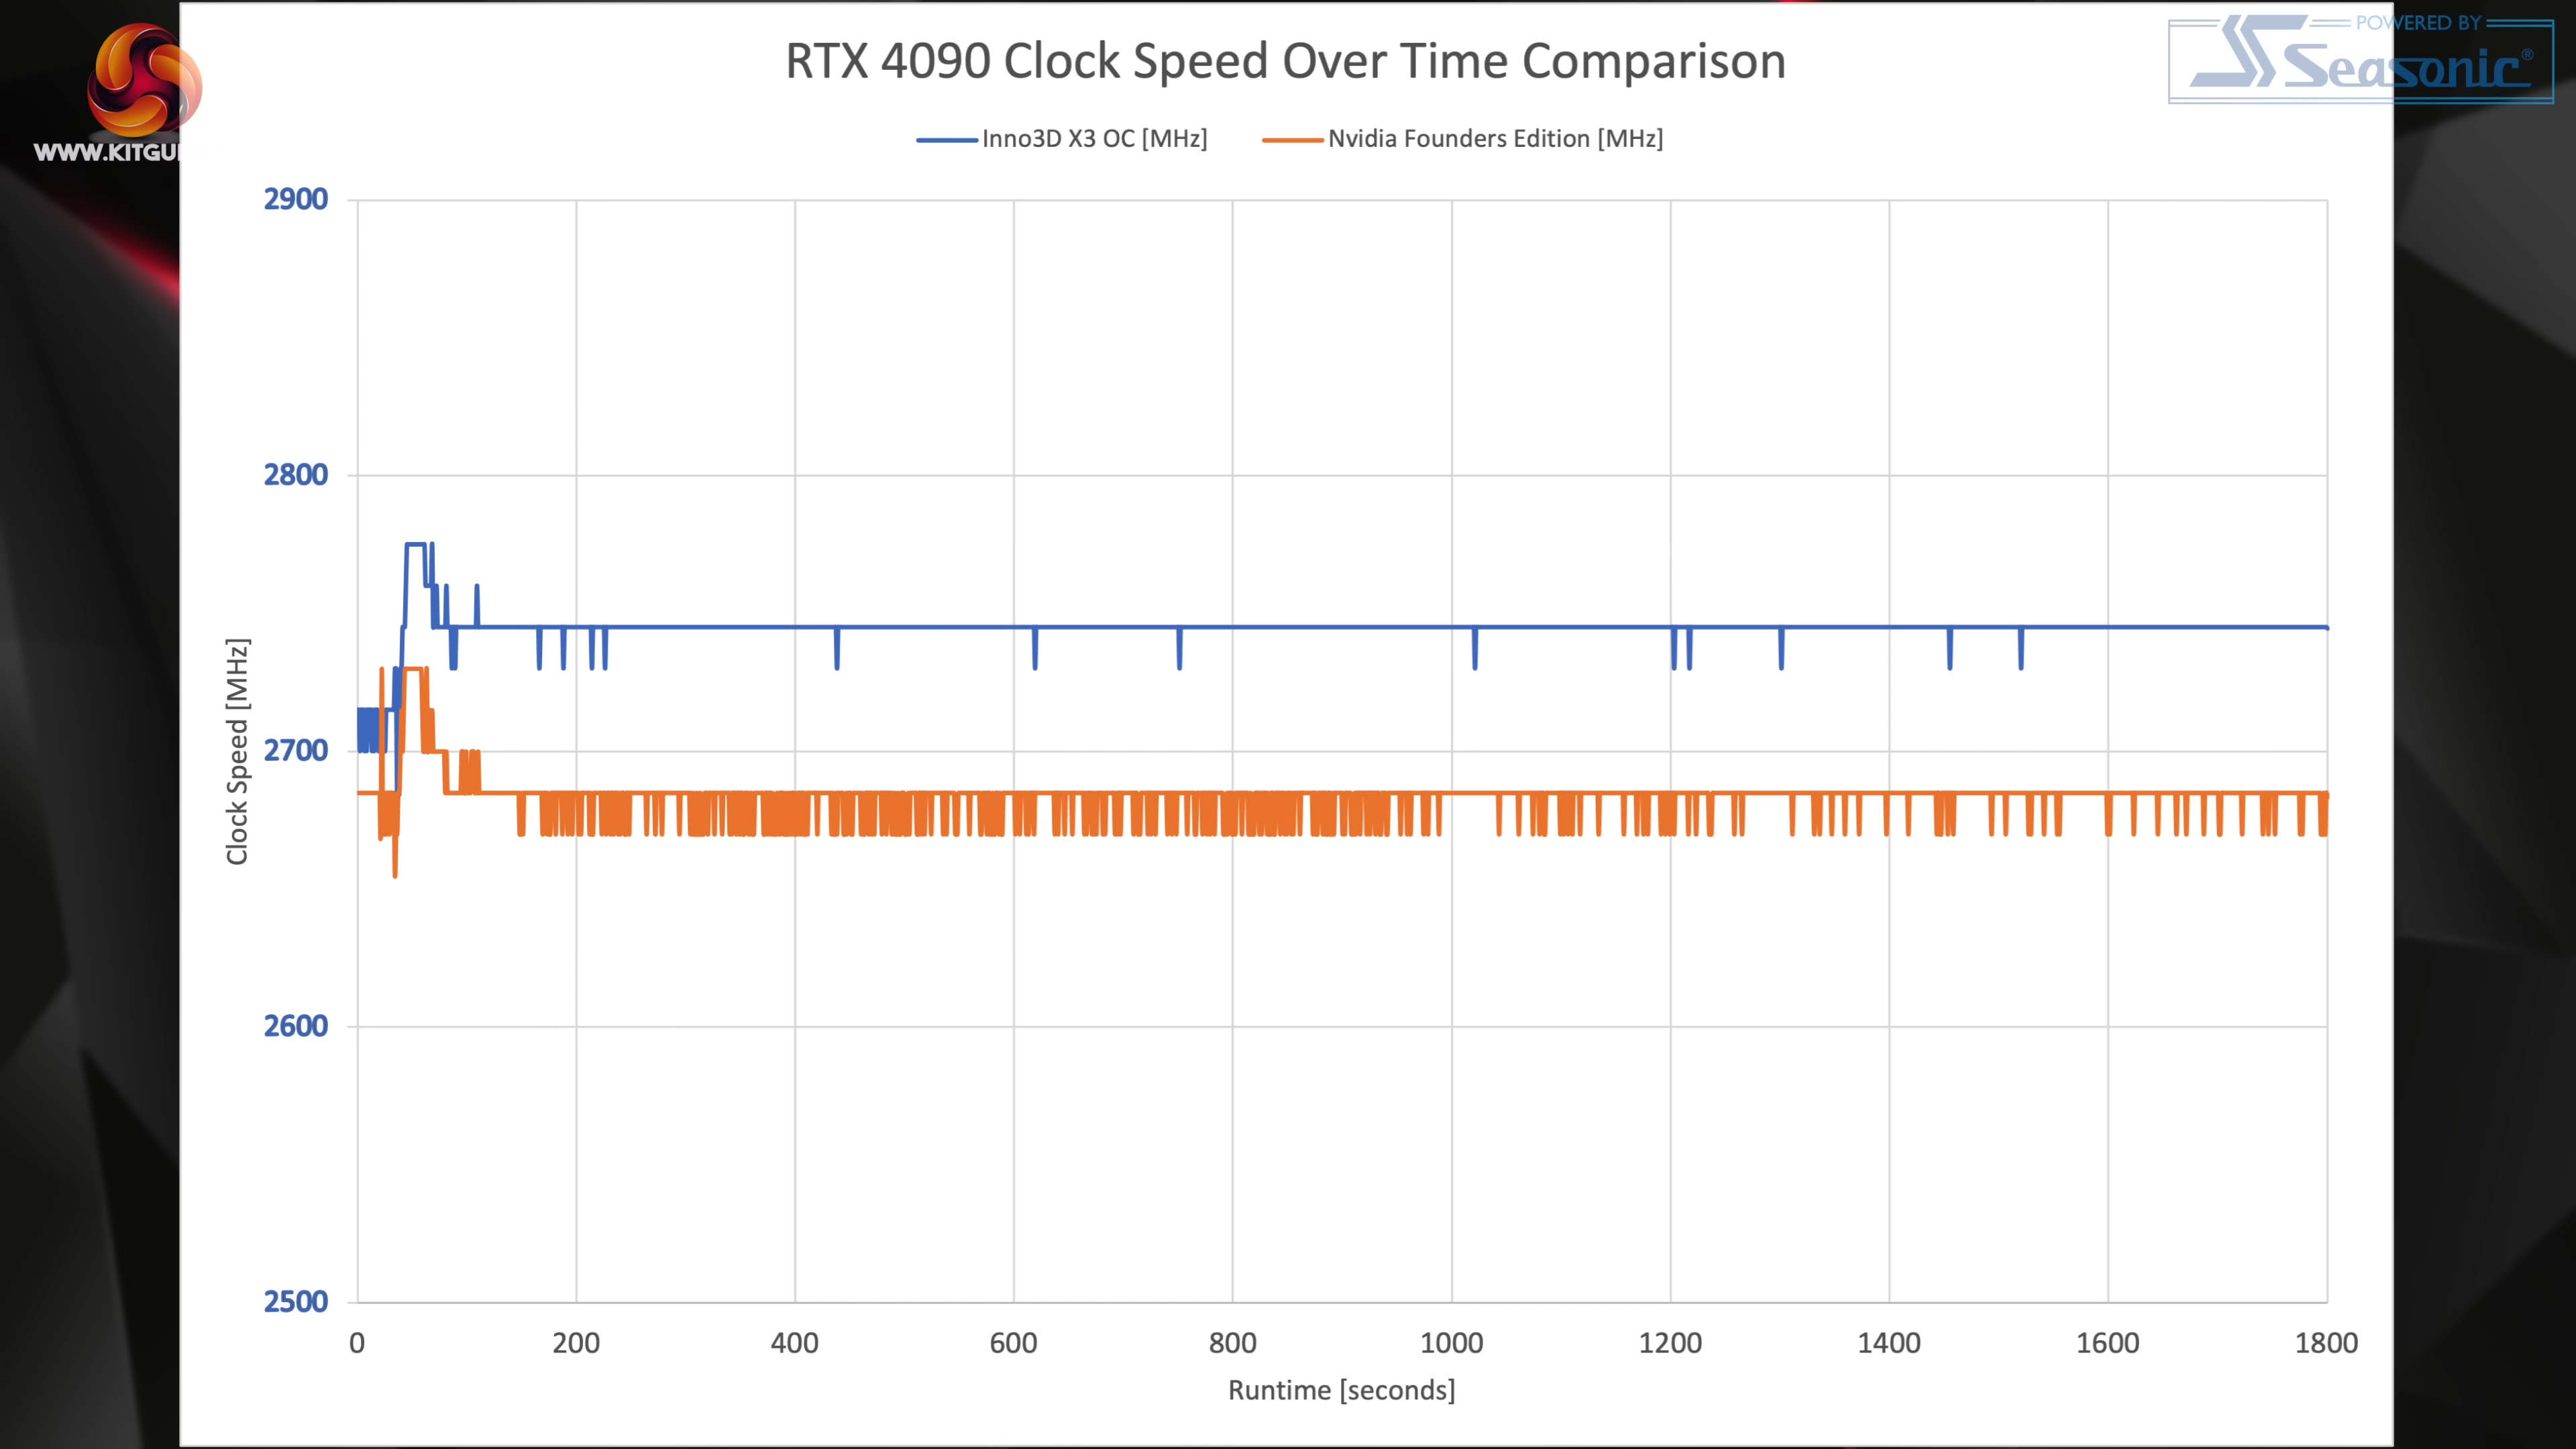 RTX 4090 Clock Speed Over Time Comparison
POWERED BY
Seasonic®
WWW.KITGU
Inno3D X3 OC [MHz] Nvidia Founders Edition [MHz]
2900
2800
2700
2600
2500
Clock Speed [MHz]
0 200 400 600 800 1000 1200 1400 1600 1800
Runtime [seconds]